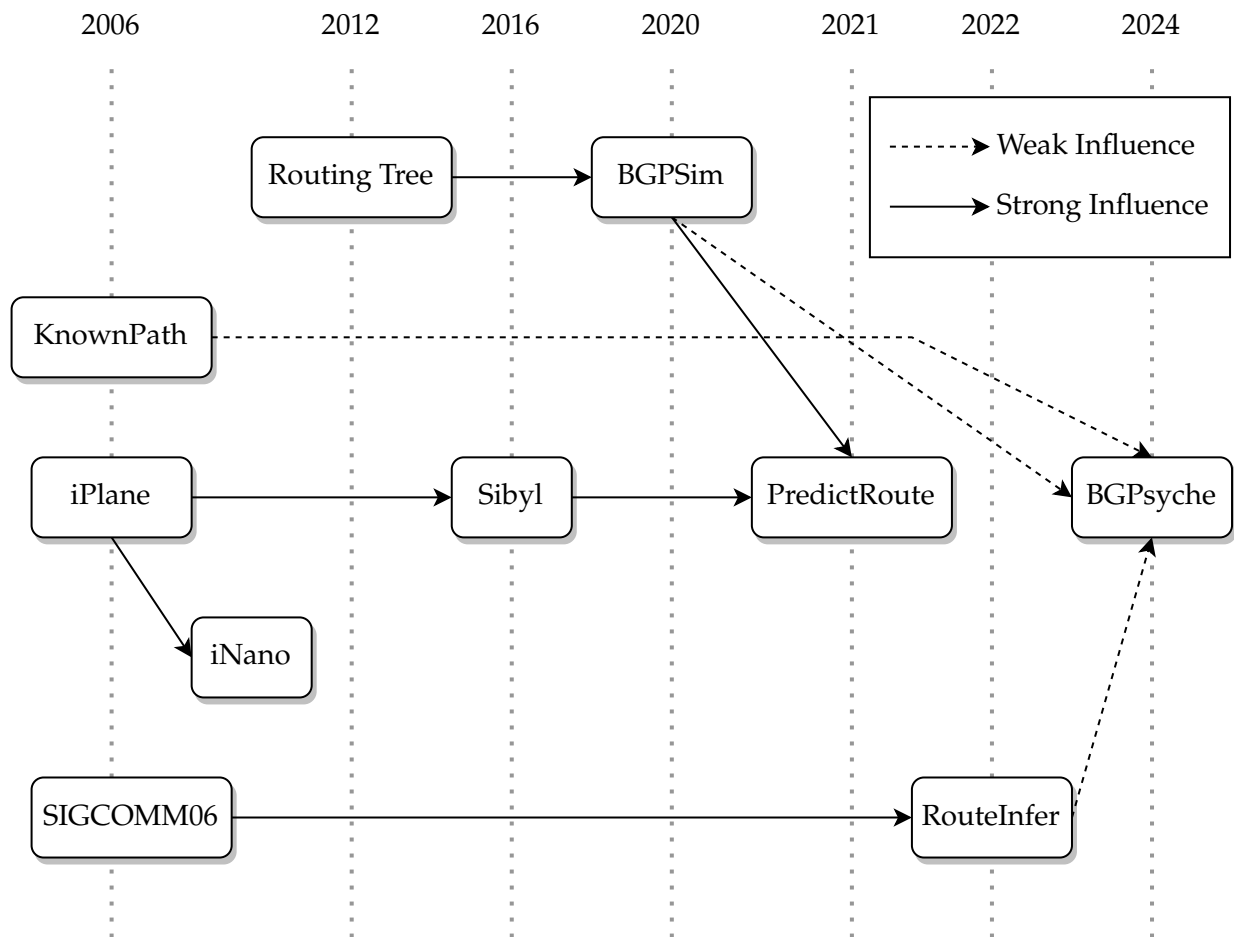 2006 2012 2016 2020 2021 2022 2024
Weak Influence
Routing Tree BGPSim
Strong Influence
KnownPath
iPlane Sibyl PredictRoute BGPsyche
iNano
SIGCOMM06 RouteInfer